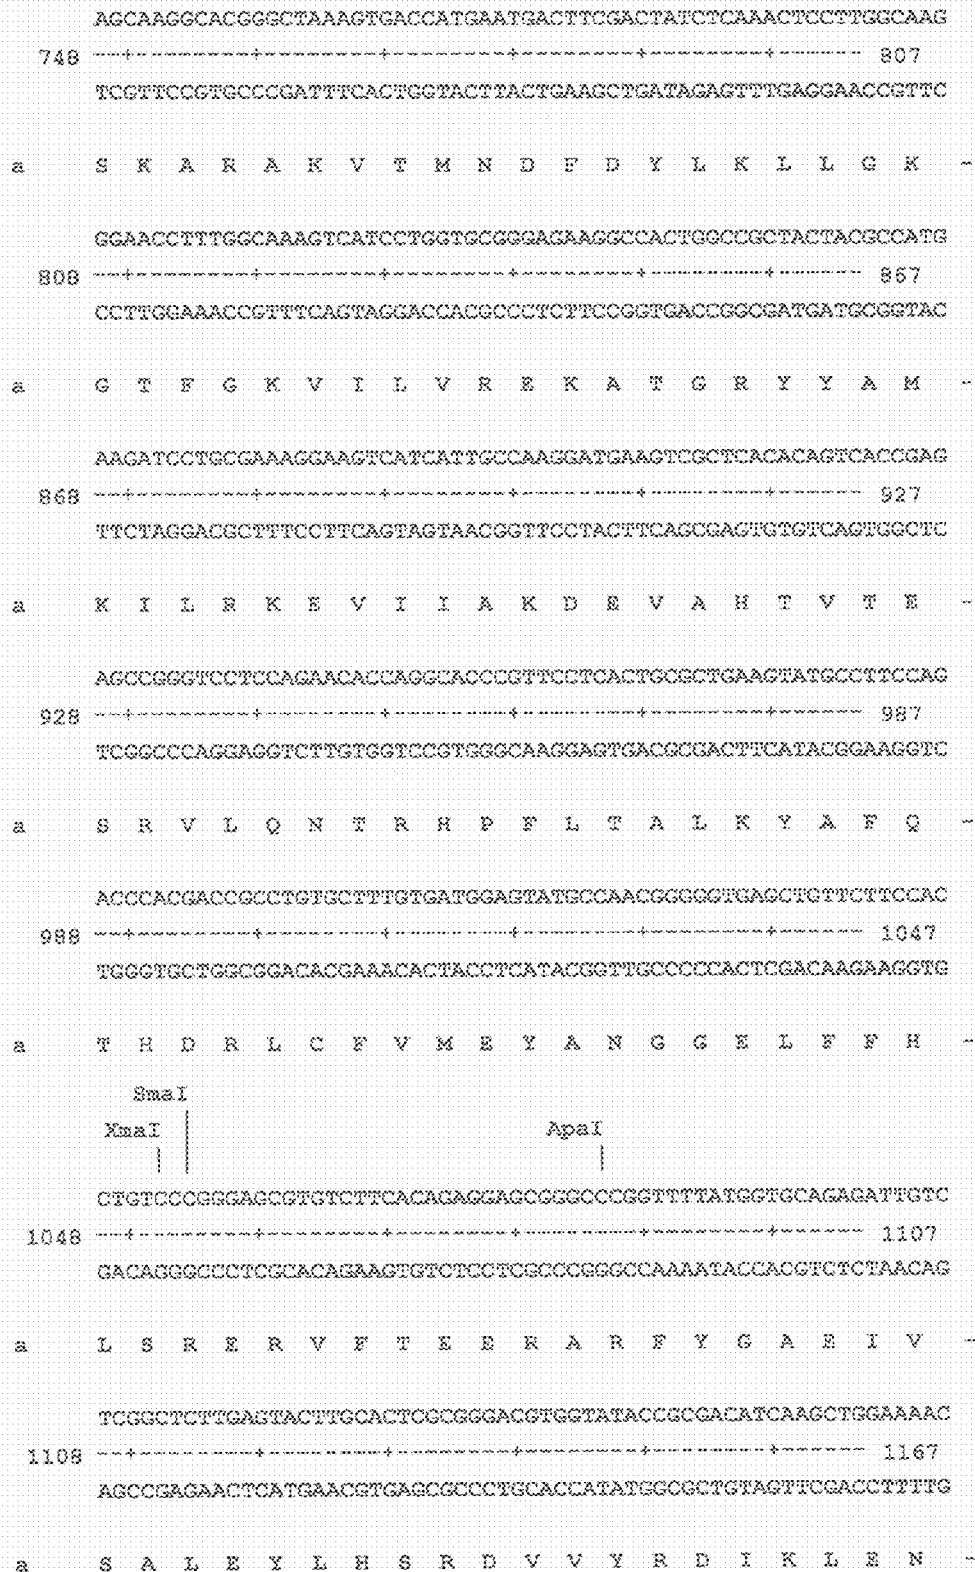 AGCAAGGCACGGGCTAAAGTGACCATGAATGACTTCGACTATCTCAAACTCCTTGGCAAG
748 --+---------+---------+---------+---------+---------+------- 807
TCGTTCCGTGCCCGATTTCACTGGTACTTACTGAAGCTGATAGAGTTTGAGGAACCGTTC
a S K A R A K V T M N D F D Y L K L L G K -
GGAACCTTTGGCAAAGTCATCCTGGTGCGGGAGAAGGCCACTGGCCGCTACTACGCCATG
808 --+---------+---------+---------+---------+---------+------- 867
CCTTGGAAACCGTTTCAGTAGGACCACGCCCTCTTCCGGTGACCGGCGATGATGCGGTAC
a G T F G K V I L V R E K A T G R Y Y A M -
AAGATCCTGCGAAAGGAAGTCATCATTGCCAAGGATGAAGTCGCTCACACAGTCACCGAG
868 --+---------+---------+---------+---------+---------+------- 927
TTCTAGGACGCTTTCCTTCAGTAGTAACGGTTCCTACTTCAGCGAGTGTGTCAGTGGCTC
a K I L R K E V I I A K D E V A H T V T E -
AGCCGGGTCCTCCAGAACACCAGGCACCCGTTCCTCACTGCGCTGAAGTATGCCTTCCAG
928 --+---------+---------+---------+---------+---------+------- 987
TCGGCCCAGGAGGTCTTGTGGTCCGTGGGCAAGGAGTGACGCGACTTCATACGGAAGGTC
a S R V L Q N T R H P F L T A L K Y A F Q -
ACCCACGACCGCCTGTGCTTTGTGATGGAGTATGCCAACGGGGGTGAGCTGTTCTTCCAC
988 --+---------+---------+---------+---------+---------+------- 1047
TGGGTGCTGGCGGACACGAAACACTACCTCATACGGTTGCCCCCACTCGACAAGAAGGTG
a T H D R L C F V M E Y A N G G E L F F H -
SmaI
XmaI ApaI
CTGTCCCGGGAGCGTGTCTTCACAGAGGAGCGGGCCCGGTTTTATGGTGCAGAGATTGTC
1048 --+---------+---------+---------+---------+---------+------- 1107
GACAGGGCCCTCGCACAGAAGTGTCTCCTCGCCCGGGCCAAAATACCACGTCTCTAACAG
a L S R E R V F T E E R A R F Y G A E I V -
TCGGCTCTTGAGTACTTGCACTCGCGGGACGTGGTATACCGCGACATCAAGCTGGAAAAC
1108 --+---------+---------+---------+---------+---------+------- 1167
AGCCGAGAACTCATGAACGTGAGCGCCCTGCACCATATGGCGCTGTAGTTCGACCTTTTG
a S A L E Y L H S R D V V Y R D I K L E N -